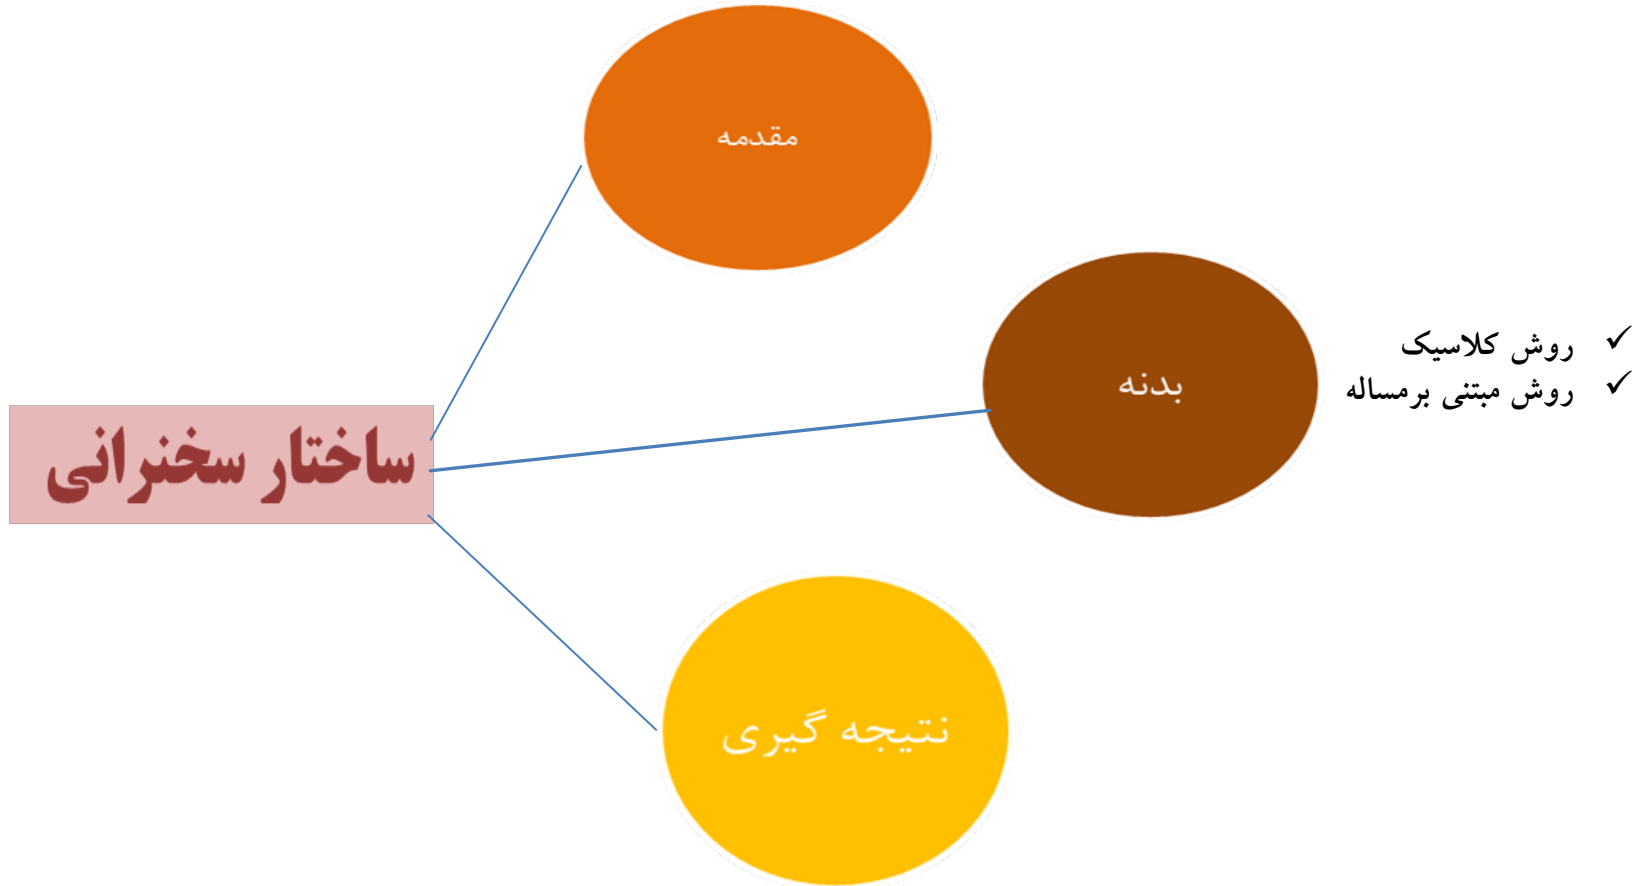 مقدمه
بدنه
روش کلاسیک
روش مبتنی برمساله
ساختار سخنرانی
نتیجه گیری